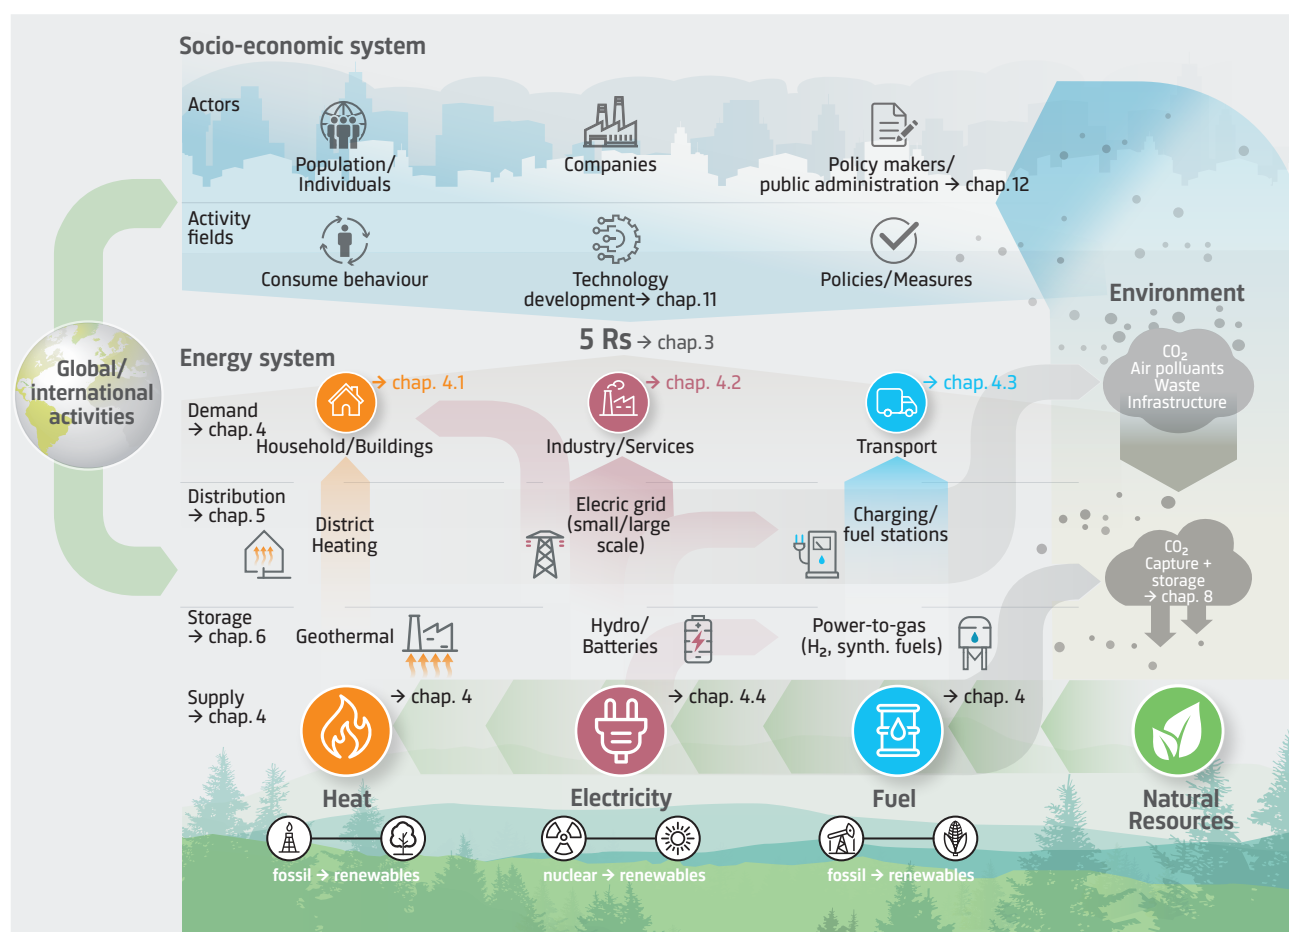 Socio-economic system
Actors
Population/
Individuals
Companies
Policy makers/
public administration → chap. 12
Activity
fields
Consume behaviour
Technology
development→ chap. 11
Policies/Measures
Environment
CO₂
Air polluants
Waste
Infrastructure
Global/
international
activities
5 Rs → chap. 3
Energy system
Demand
→ chap. 4
→ chap. 4.1
Household/Buildings
→ chap. 4.2
Industry/Services
→ chap. 4.3
Transport
Distribution
→ chap. 5
District
Heating
Elecric grid
(small/large
scale)
Charging/
fuel stations
CO₂
Capture +
storage
→ chap. 8
Storage
→ chap. 6
Geothermal
Hydro/
Batteries
Power-to-gas
(H₂, synth. fuels)
Supply
→ chap. 4
→ chap. 4
→ chap. 4.4
→ chap. 4
Heat
Electricity
Fuel
Natural
Resources
fossil → renewables
nuclear → renewables
fossil → renewables